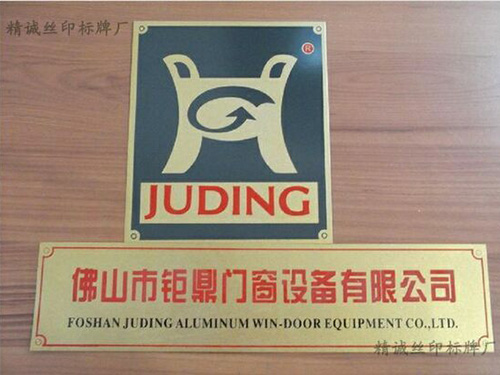 精诚丝印标牌厂
®
JUDING
佛山市钜鼎门窗设备有限公司
FOSHAN JUDING ALUMINUM WIN-DOOR EQUIPMENT CO.,LTD.
精诚丝印标牌厂